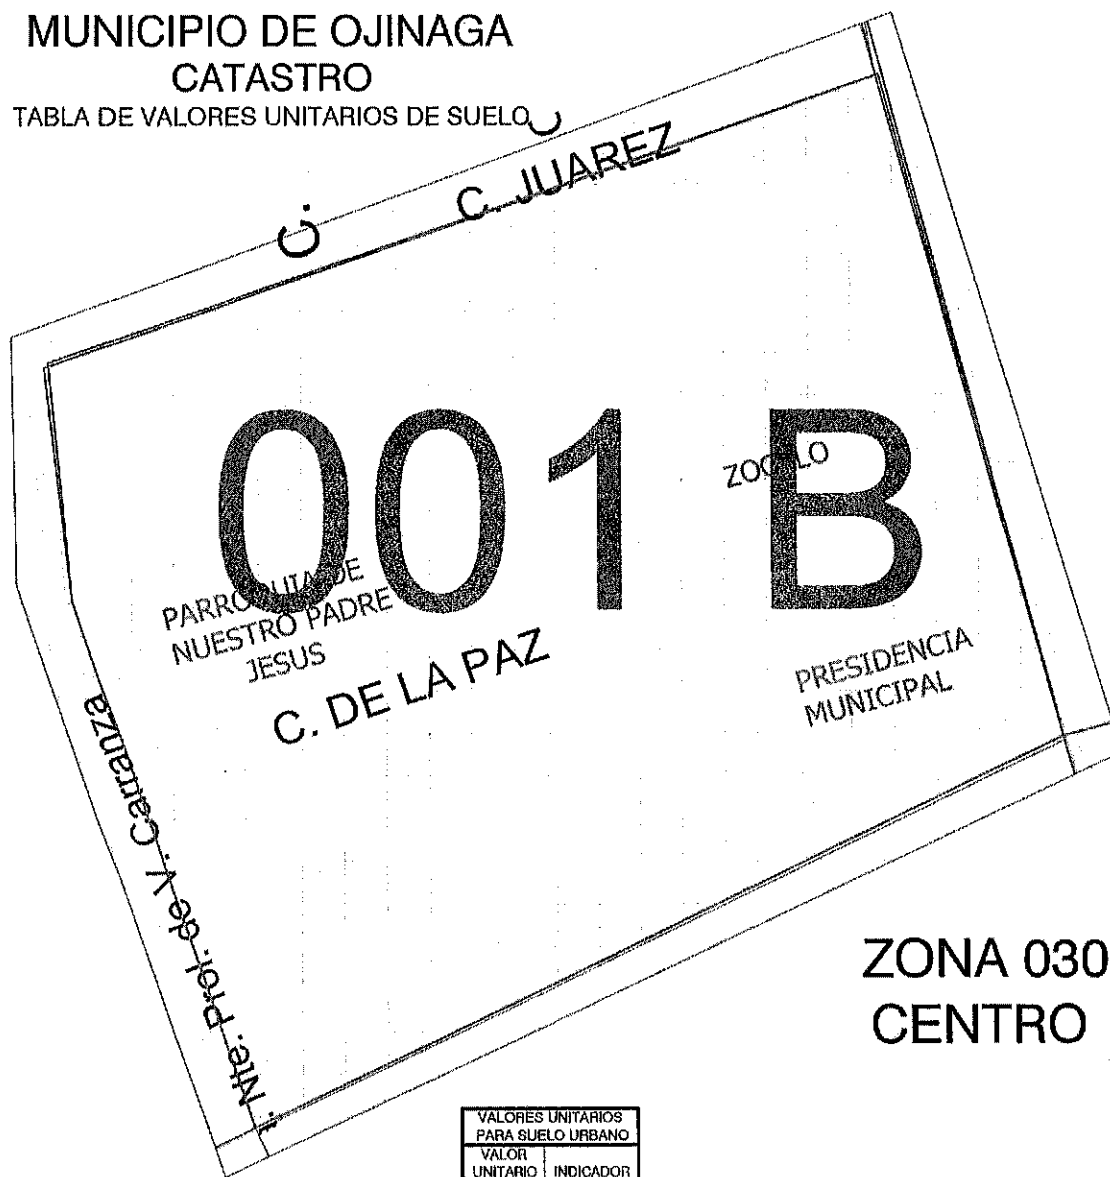 MUNICIPIO DE OJINAGA
CATASTRO
TABLA DE VALORES UNITARIOS DE SUELO
C
C. JUAREZ
C.
001 B
ZOCALO
PARROQUIA DE
NUESTRO PADRE
JESUS
C. DE LA PAZ
PRESIDENCIA
MUNICIPAL
. Nte. Prol. de V. Carranza
ZONA 030
CENTRO
VALORES UNITARIOS
PARA SUELO URBANO
VALOR
UNITARIO
INDICADOR